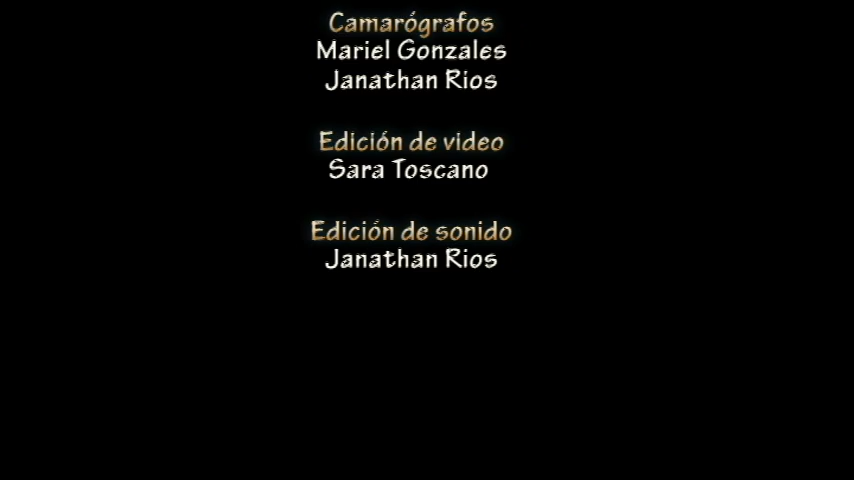 Camarógrafos
Mariel Gonzales
Janathan Rios
Edición de video
Sara Toscano
Edición de sonido
Janathan Rios